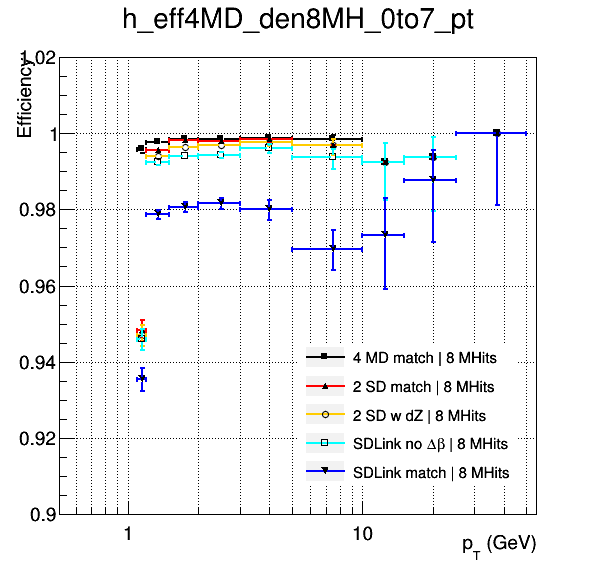 h_eff4MD_den8MH_0to7_pt
Efficiency
1.02
1
0.98
0.96
0.94
0.92
0.9
4 MD match | 8 MHits
2 SD match | 8 MHits
2 SD w dZ | 8 MHits
SDLink no Δβ | 8 MHits
SDLink match | 8 MHits
1 10
p_T (GeV)